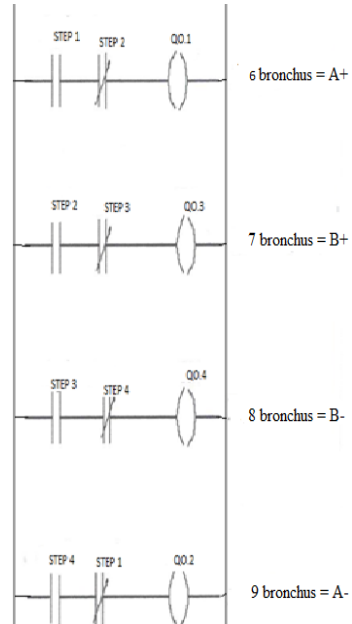 STEP 1 STEP 2 Q0.1
6 bronchus = A+
STEP 2 STEP 3 Q0.3
7 bronchus = B+
STEP 3 STEP 4 Q0.4
8 bronchus = B-
STEP 4 STEP 1 Q0.2
9 bronchus = A-